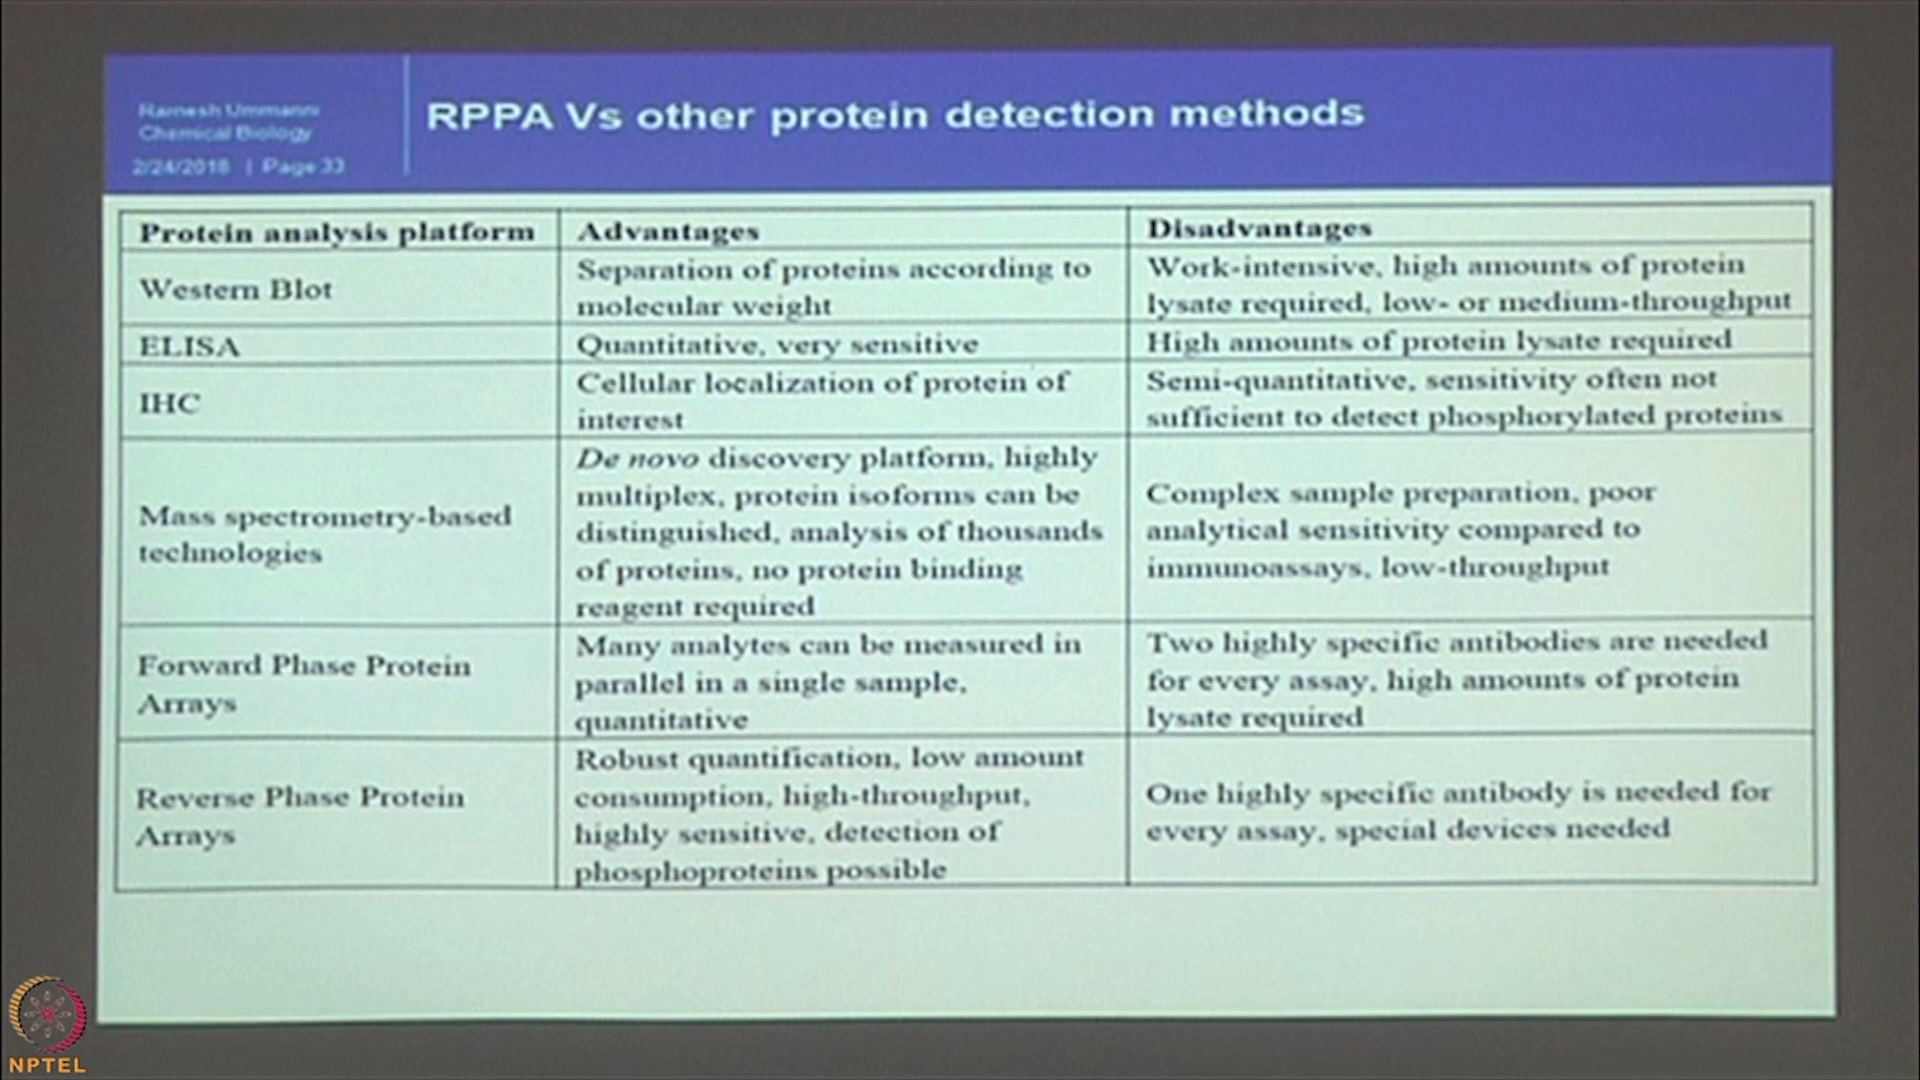 Ramesh Ummanni
Chemical Biology
2/24/2018 | Page 33
RPPA Vs other protein detection methods
Protein analysis platform
Advantages
Disadvantages
Western Blot
Separation of proteins according to
molecular weight
Work-intensive, high amounts of protein
lysate required, low- or medium-throughput
ELISA
Quantitative, very sensitive
High amounts of protein lysate required
IHC
Cellular localization of protein of
interest
Semi-quantitative, sensitivity often not
sufficient to detect phosphorylated proteins
Mass spectrometry-based
technologies
De novo discovery platform, highly
multiplex, protein isoforms can be
distinguished, analysis of thousands
of proteins, no protein binding
reagent required
Complex sample preparation, poor
analytical sensitivity compared to
immunoassays, low-throughput
Forward Phase Protein
Arrays
Many analytes can be measured in
parallel in a single sample,
quantitative
Two highly specific antibodies are needed
for every assay, high amounts of protein
lysate required
Reverse Phase Protein
Arrays
Robust quantification, low amount
consumption, high-throughput,
highly sensitive, detection of
phosphoproteins possible
One highly specific antibody is needed for
every assay, special devices needed
NPTEL